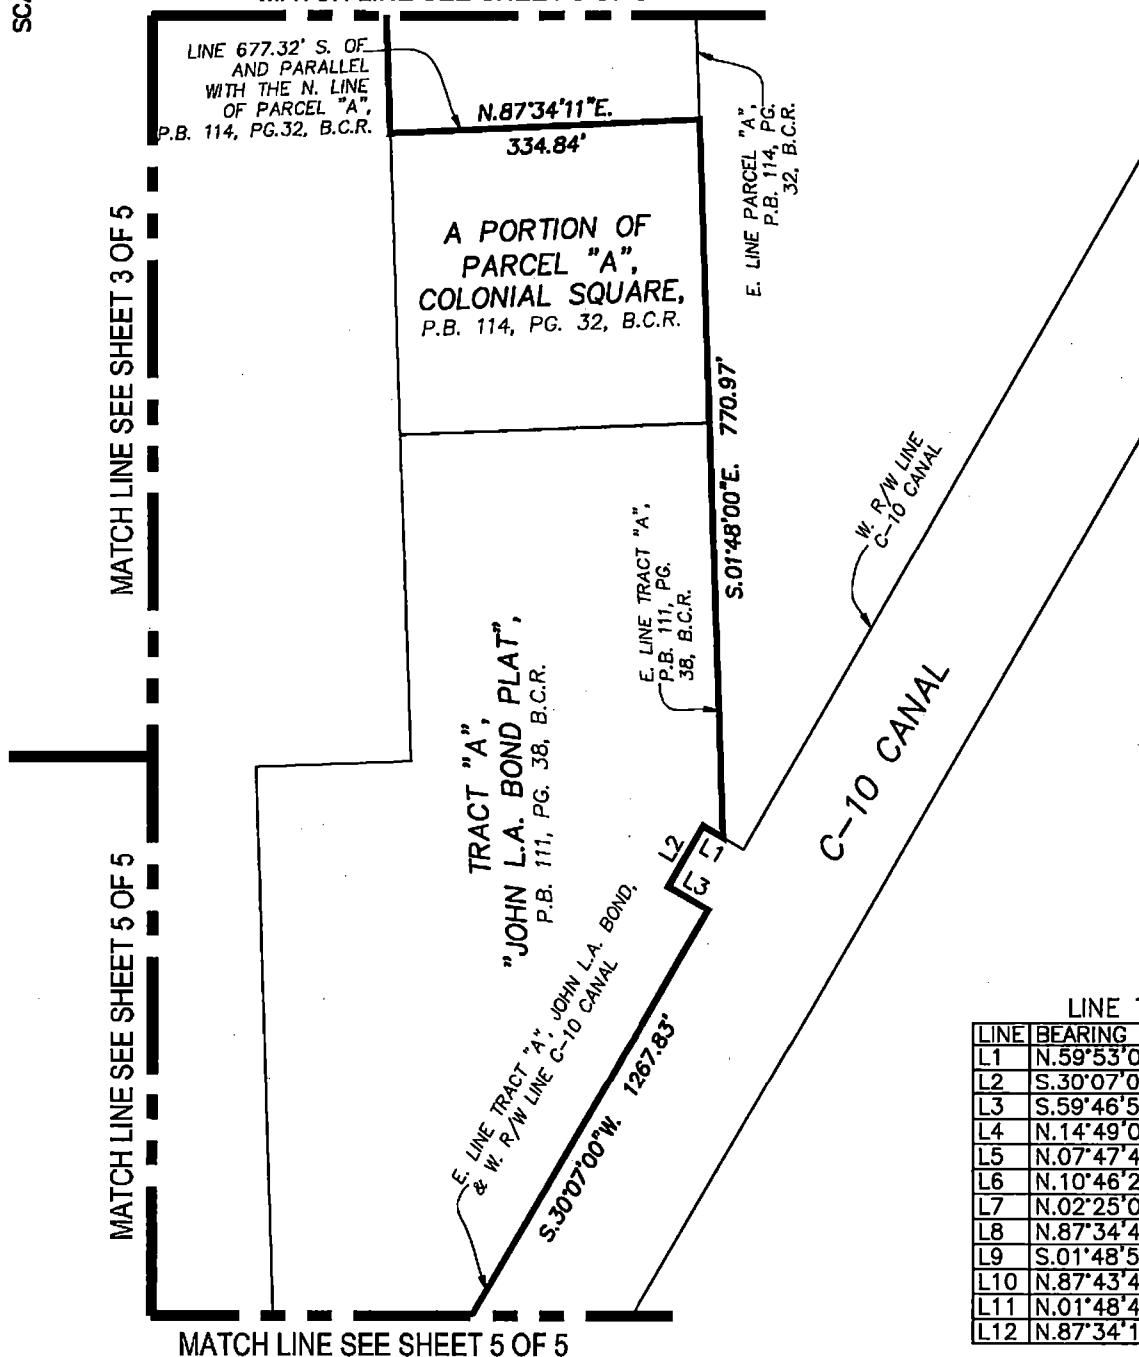 SC
LINE 677.32' S. OF
AND PARALLEL
WITH THE N. LINE
OF PARCEL "A",
P.B. 114, PG.32, B.C.R.
N.87°34'11"E.
334.84'
E. LINE PARCEL "A",
P.B. 114, PG.
32, B.C.R.
MATCH LINE SEE SHEET 3 OF 5
A PORTION OF
PARCEL "A",
COLONIAL SQUARE,
P.B. 114, PG. 32, B.C.R.
S.01°48'00"E. 770.97'
W. R/W LINE
C-10 CANAL
E. LINE TRACT "A",
P.B. 111, PG.
38, B.C.R.
TRACT "A",
"JOHN L.A. BOND PLAT",
P.B. 111, PG. 38, B.C.R.
C-10 CANAL
L2
L1
L3
MATCH LINE SEE SHEET 5 OF 5
E. LINE TRACT "A", JOHN L.A. BOND,
& W. R/W LINE C-10 CANAL
S.30°07'00"W. 1267.83'
LINE
LINE BEARING
L1 N.59°53'0
L2 S.30°07'0
L3 S.59°46'5
L4 N.14°49'0
L5 N.07°47'4
L6 N.10°46'2
L7 N.02°25'0
L8 N.87°34'4
L9 S.01°48'5
L10 N.87°43'4
L11 N.01°48'4
L12 N.87°34'1
MATCH LINE SEE SHEET 5 OF 5